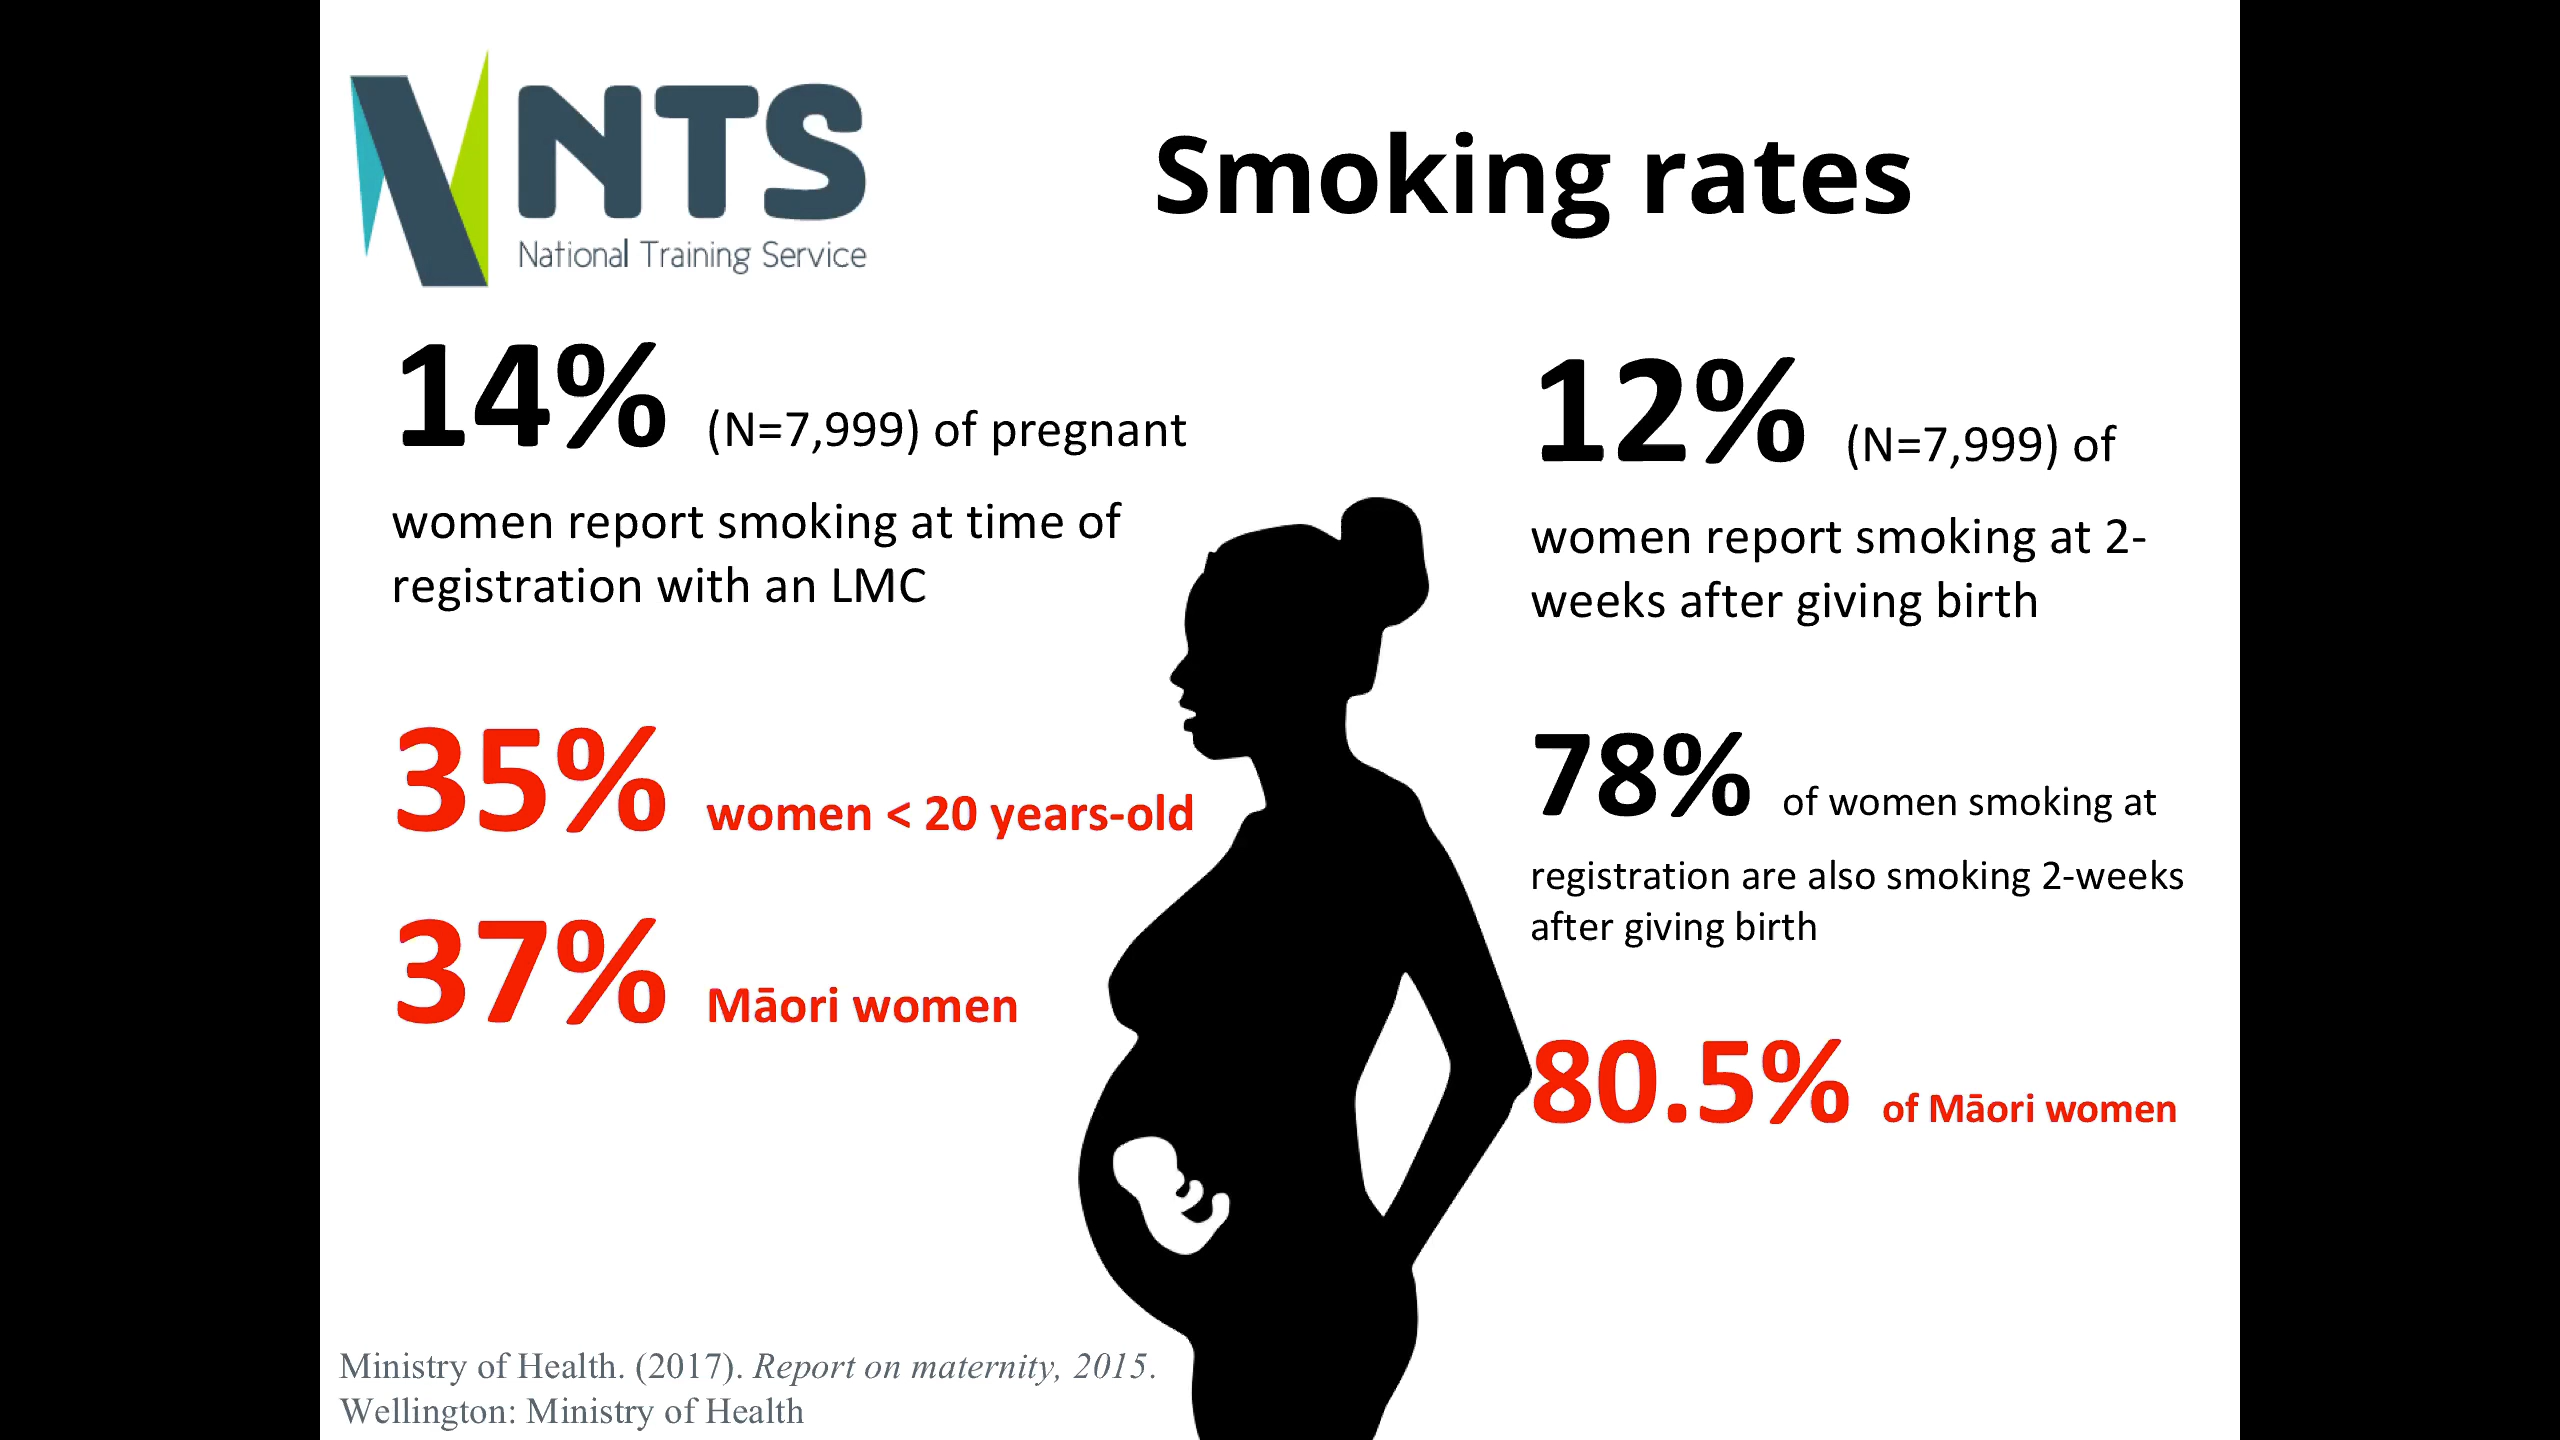 NTS
National Training Service
Smoking rates
14% (N=7,999) of pregnant
women report smoking at time of
registration with an LMC
35% women < 20 years-old
37% Māori women
12% (N=7,999) of
women report smoking at 2-
weeks after giving birth
78% of women smoking at
registration are also smoking 2-weeks
after giving birth
80.5% of Māori women
Ministry of Health. (2017). Report on maternity, 2015.
Wellington: Ministry of Health